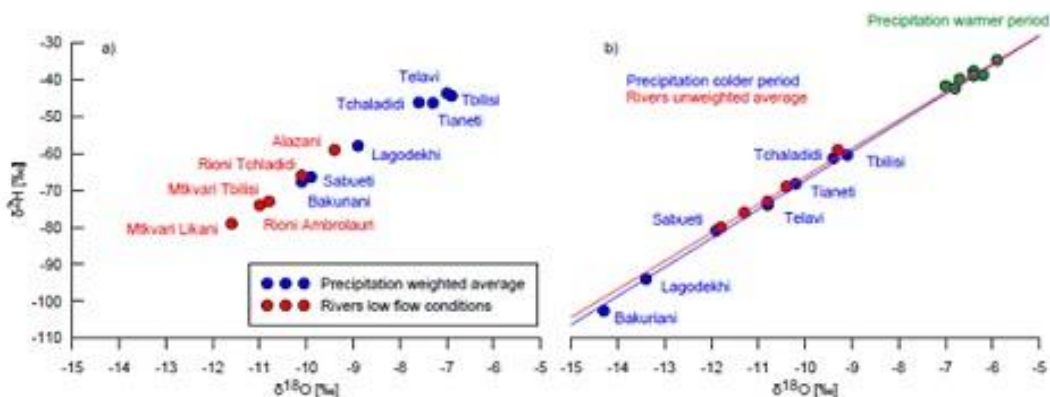 Precipitation warmer period
a)
b)
-30
-40
-50
-60
-70
-80
-90
-100
-110
δ²H [‰]
Telavi
Tbilisi
Tchaladidi
Tianeti
Alazani
Lagodekhi
Rioni Tchladidi
Sabueti
Mtkvari Tbilisi
Bakuriani
Mtkvari Likani
Rioni Ambrolauri
Precipitation weighted average
Rivers low flow conditions
-15 -14 -13 -12 -11 -10 -9 -8 -7 -6 -5
δ¹⁸O [‰]
Precipitation colder period
Rivers unweighted average
Tchaladidi
Tbilisi
Tianeti
Sabueti
Telavi
Lagodekhi
Bakuriani
-15 -14 -13 -12 -11 -10 -9 -8 -7 -6 -5
δ¹⁸O [‰]